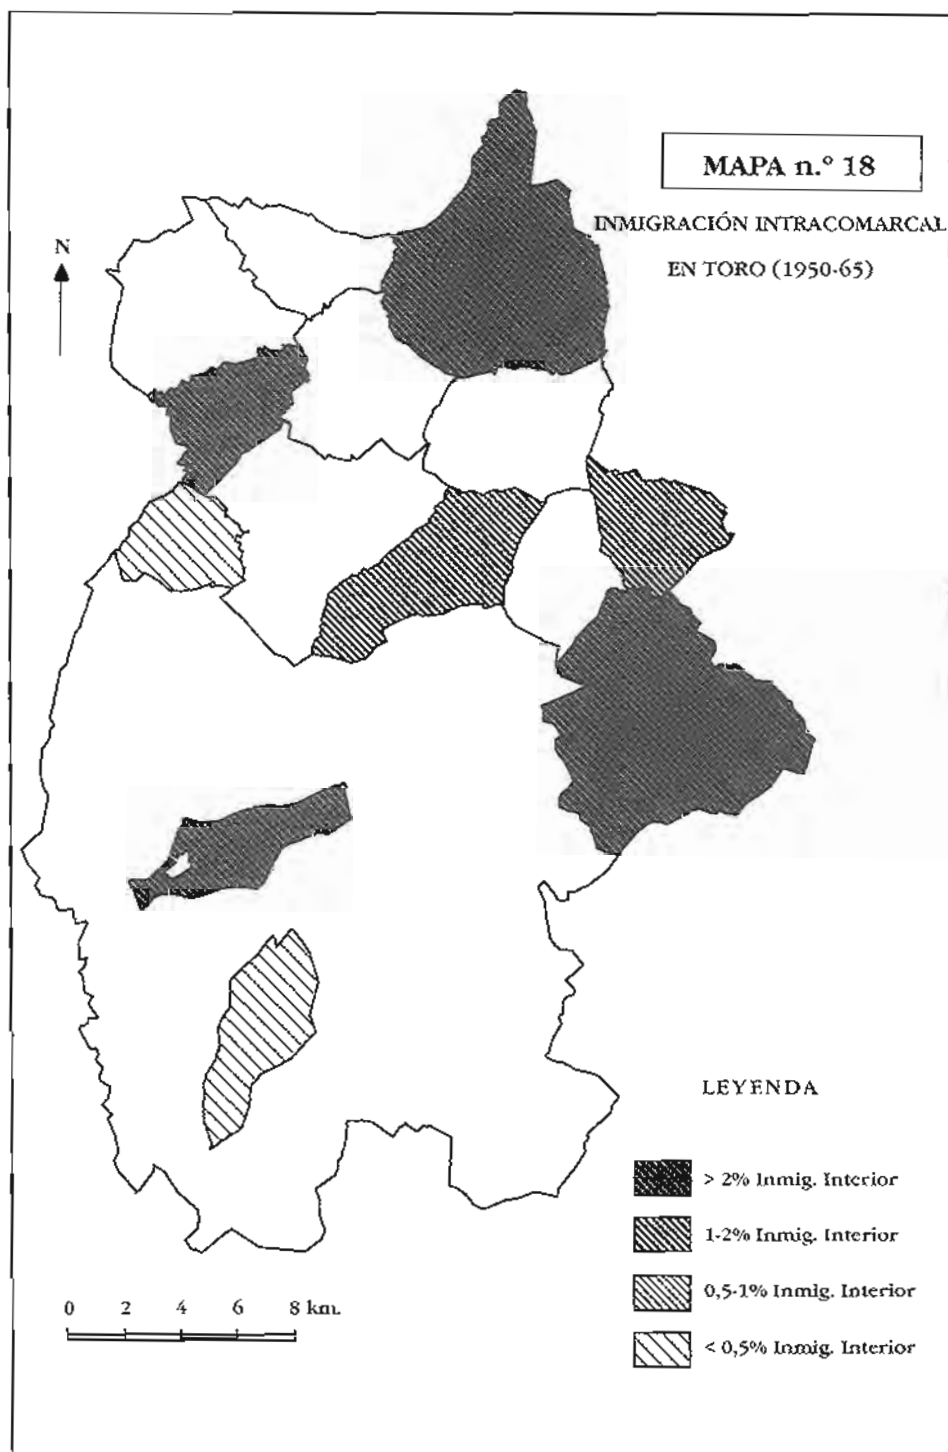 MAPA n.º 18
INMIGRACIÓN INTRACOMARCAL
EN TORO (1950-65)
N
LEYENDA
> 2% Inmig. Interior
1-2% Inmig. Interior
0,5-1% Inmig. Interior
< 0,5% Inmig. Interior
0 2 4 6 8 km.